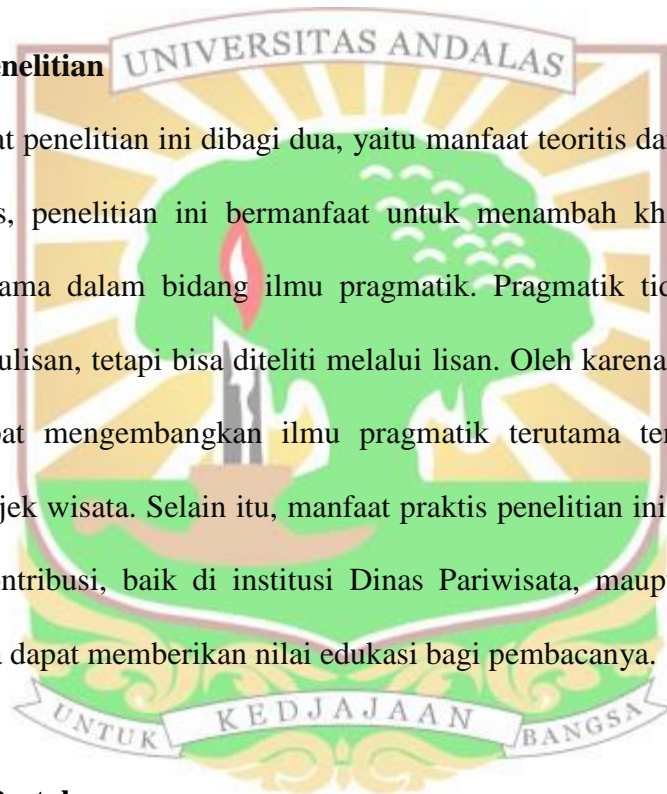 UNIVERSITAS ANDALAS
enelitian
at penelitian ini dibagi dua, yaitu manfaat teoritis da
s, penelitian ini bermanfaat untuk menambah kh
ama dalam bidang ilmu pragmatik. Pragmatik tid
ulisan, tetapi bisa diteliti melalui lisan. Oleh karena
pat mengembangkan ilmu pragmatik terutama ter
jek wisata. Selain itu, manfaat praktis penelitian ini
ontribusi, baik di institusi Dinas Pariwisata, maup
a dapat memberikan nilai edukasi bagi pembacanya.
UNTUK KEDJAJAAN BANGSA